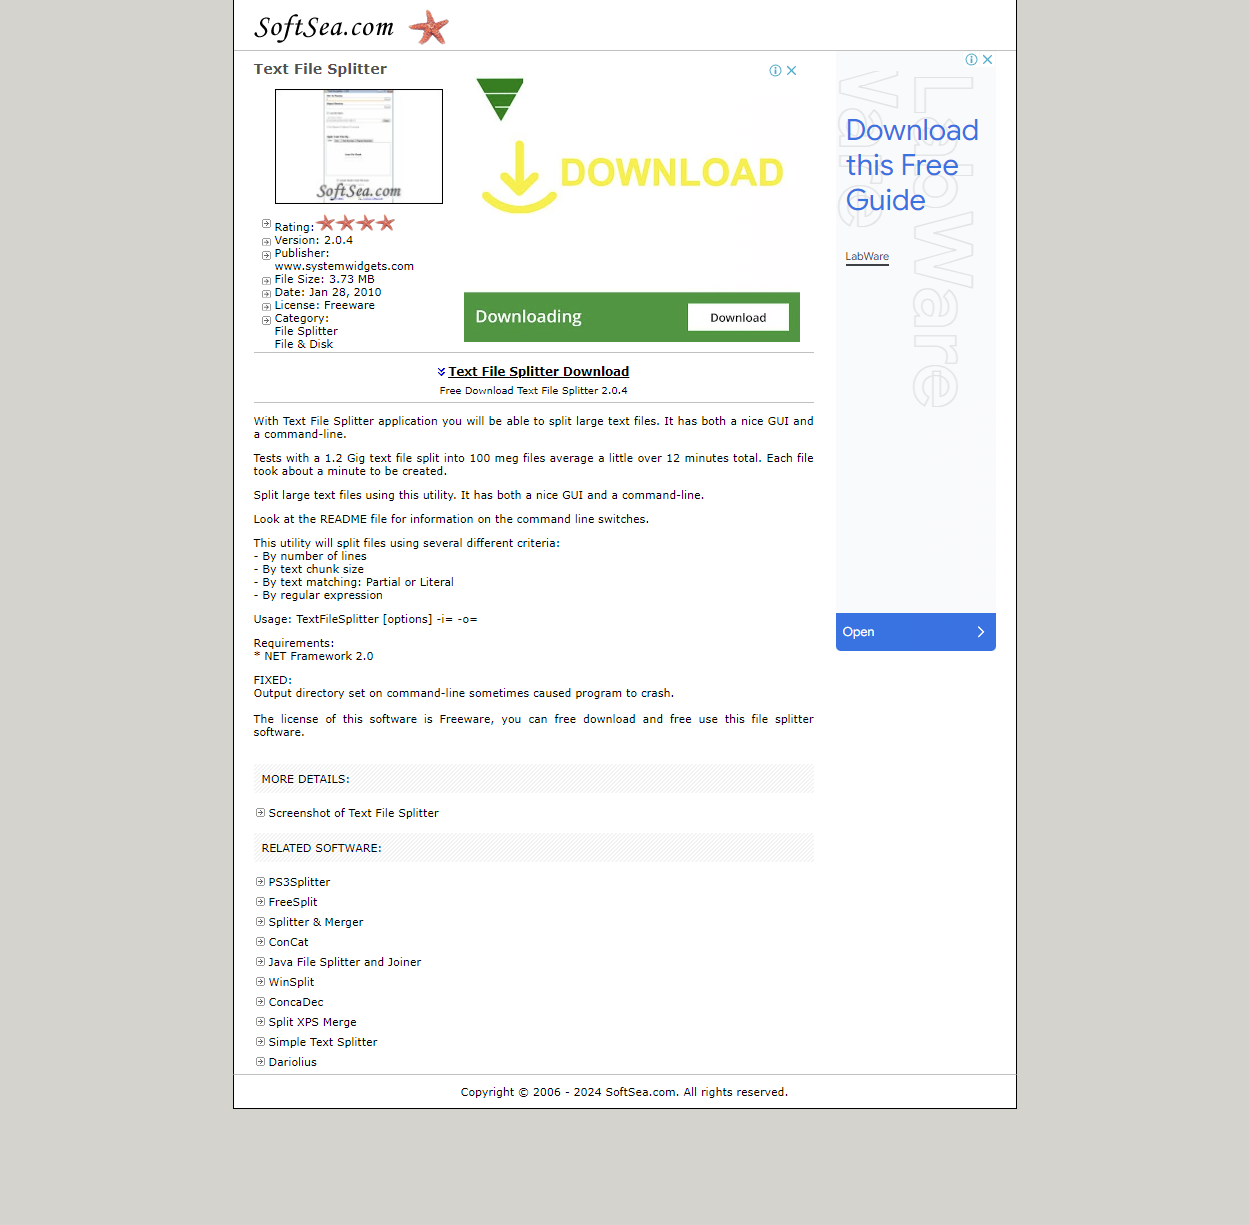 SoftSea.com
Text File Splitter
SoftSea.com
Rating:
Version: 2.0.4
Publisher:
www.systemwidgets.com
File Size: 3.73 MB
Date: Jan 28, 2010
License: Freeware
Category:
File Splitter
File & Disk
DOWNLOAD
Downloading
Download
Text File Splitter Download
Free Download Text File Splitter 2.0.4
With Text File Splitter application you will be able to split large text files. It has both a nice GUI and
a command-line.
Tests with a 1.2 Gig text file split into 100 meg files average a little over 12 minutes total. Each file
took about a minute to be created.
Split large text files using this utility. It has both a nice GUI and a command-line.
Look at the README file for information on the command line switches.
This utility will split files using several different criteria:
- By number of lines
- By text chunk size
- By text matching: Partial or Literal
- By regular expression
Usage: TextFileSplitter [options] -i= -o=
Requirements:
* NET Framework 2.0
FIXED:
Output directory set on command-line sometimes caused program to crash.
The license of this software is Freeware, you can free download and free use this file splitter
software.
MORE DETAILS:
Screenshot of Text File Splitter
RELATED SOFTWARE:
PS3Splitter
FreeSplit
Splitter & Merger
ConCat
Java File Splitter and Joiner
WinSplit
ConcaDec
Split XPS Merge
Simple Text Splitter
Dariolius
LabWare
Download
this Free
Guide
LabWare
Open
Copyright © 2006 - 2024 SoftSea.com. All rights reserved.